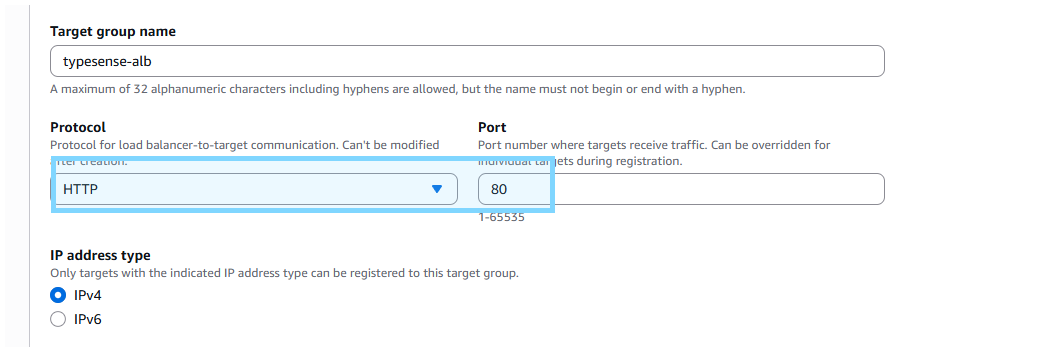 Target group name
typesense-alb
A maximum of 32 alphanumeric characters including hyphens are allowed, but the name must not begin or end with a hyphen.
Protocol
Protocol for load balancer-to-target communication. Can't be modified
after creation.
HTTP
Port
Port number where targets receive traffic. Can be overridden for
individual targets during registration.
80
1-65535
IP address type
Only targets with the indicated IP address type can be registered to this target group.
IPv4
IPv6